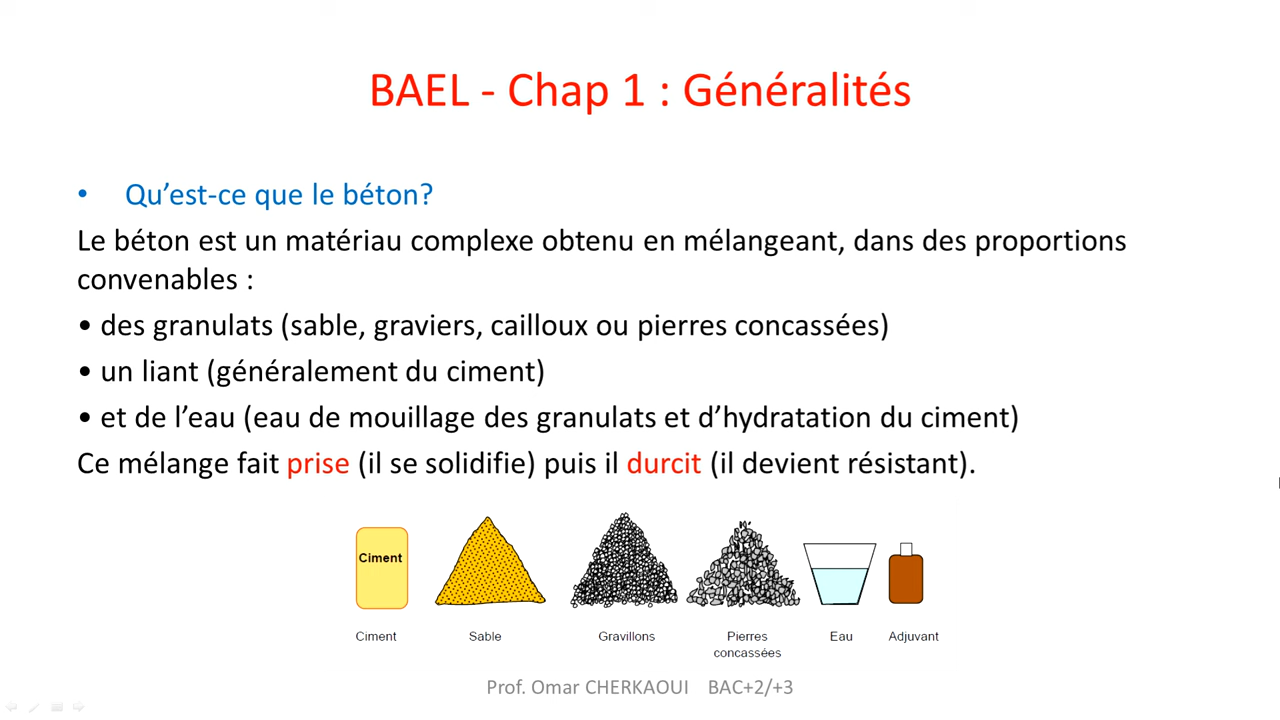 BAEL - Chap 1 : Généralités
• Qu’est-ce que le béton?
Le béton est un matériau complexe obtenu en mélangeant, dans des proportions
convenables :
• des granulats (sable, graviers, cailloux ou pierres concassées)
• un liant (généralement du ciment)
• et de l’eau (eau de mouillage des granulats et d’hydratation du ciment)
Ce mélange fait prise (il se solidifie) puis il durcit (il devient résistant).
Ciment
Ciment
Sable
Gravillons
Pierres
concassées
Eau
Adjuvant
Prof. Omar CHERKAOUI BAC+2/+3